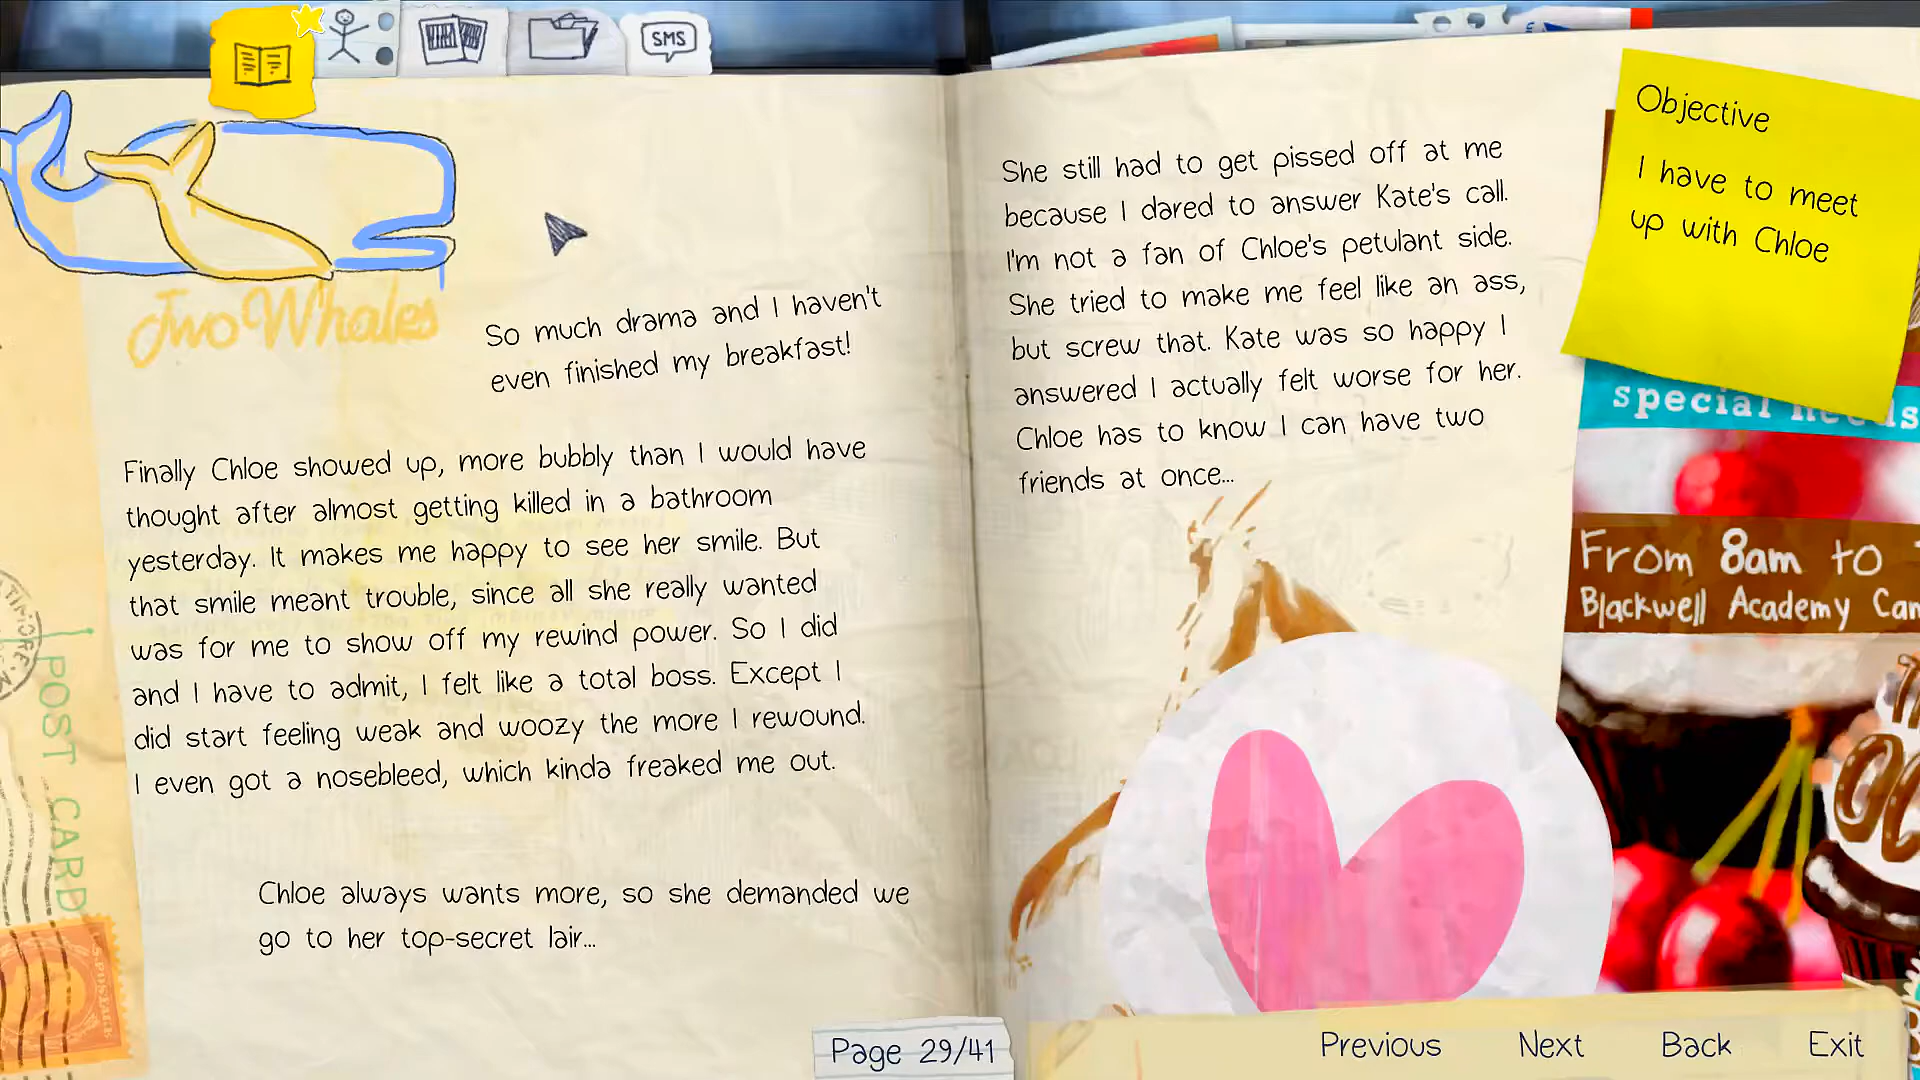 SMS
Two Whales
So much drama and I haven't
even finished my breakfast!
Finally Chloe showed up, more bubbly than I would have
thought after almost getting killed in a bathroom
yesterday. It makes me happy to see her smile. But
that smile meant trouble, since all she really wanted
was for me to show off my rewind power. So I did
and I have to admit, I felt like a total boss. Except I
did start feeling weak and woozy the more I rewound.
I even got a nosebleed, which kinda freaked me out.
Chloe always wants more, so she demanded we
go to her top-secret lair...
POST CARD
She still had to get pissed off at me
because I dared to answer Kate's call.
I'm not a fan of Chloe's petulant side.
She tried to make me feel like an ass,
but screw that. Kate was so happy I
answered I actually felt worse for her.
Chloe has to know I can have two
friends at once...
Objective
I have to meet
up with Chloe
special
From 8am to
Blackwell Academy
Page 29/41
Previous
Next
Back
Exit